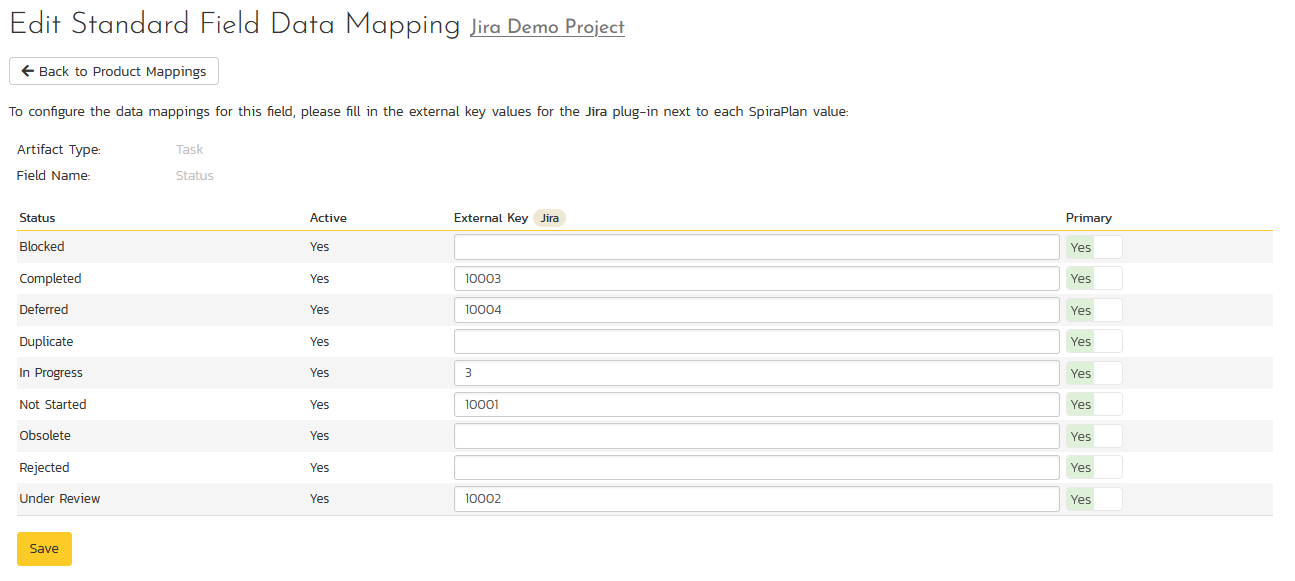 Edit Standard Field Data Mapping Jira Demo Project
Back to Product Mappings
To configure the data mappings for this field, please fill in the external key values for the Jira plug-in next to each SpiraPlan value:
Artifact Type: Task
Field Name: Status
Status Active External Key Jira Primary
Blocked Yes Yes
Completed Yes 10003 Yes
Deferred Yes 10004 Yes
Duplicate Yes Yes
In Progress Yes 3 Yes
Not Started Yes 10001 Yes
Obsolete Yes Yes
Rejected Yes Yes
Under Review Yes 10002 Yes
Save